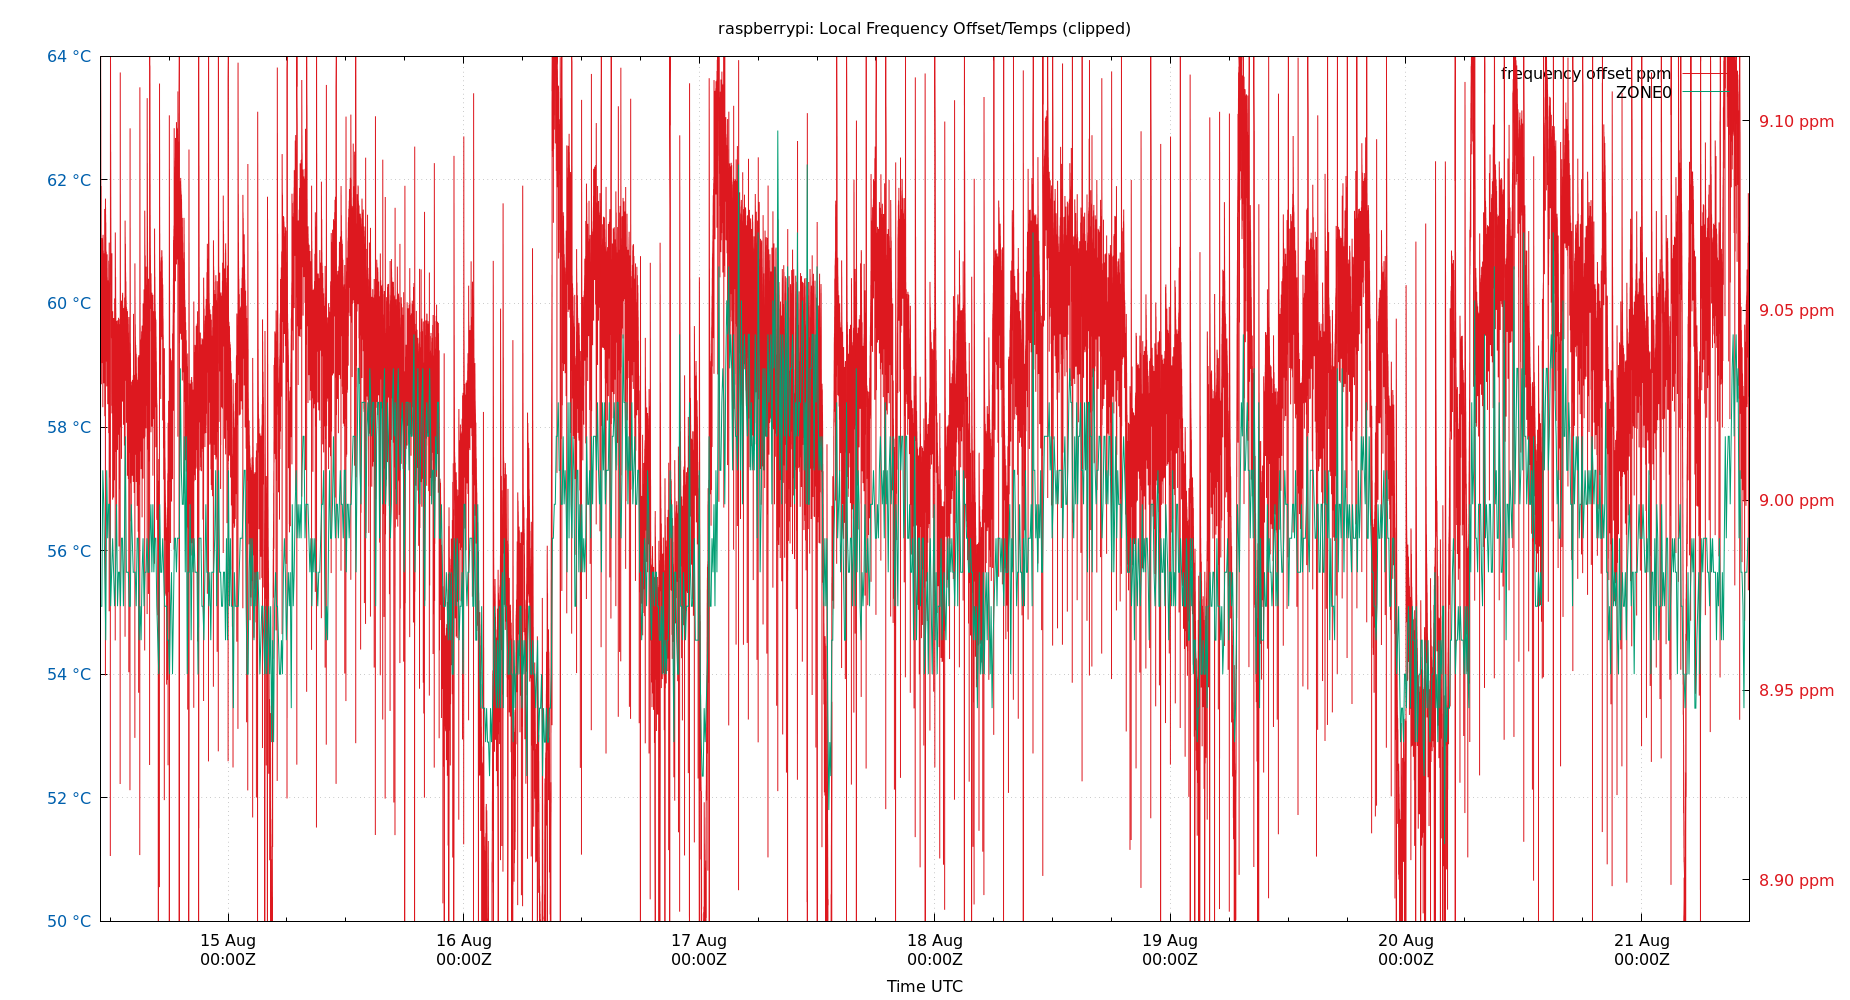 raspberrypi: Local Frequency Offset/Temps (clipped)
64 °C
62 °C
60 °C
58 °C
56 °C
54 °C
52 °C
50 °C
frequency offset ppm
ZONE0
9.10 ppm
9.05 ppm
9.00 ppm
8.95 ppm
8.90 ppm
15 Aug
00:00Z
16 Aug
00:00Z
17 Aug
00:00Z
18 Aug
00:00Z
19 Aug
00:00Z
20 Aug
00:00Z
21 Aug
00:00Z
Time UTC